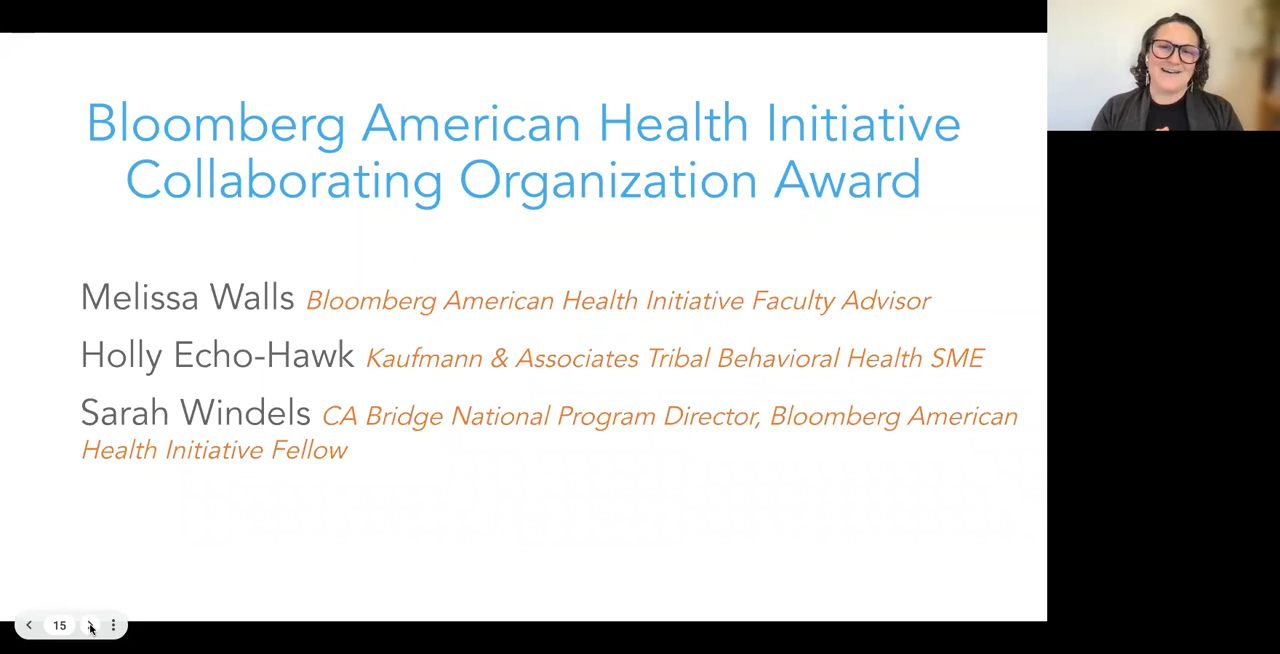 Bloomberg American Health Initiative
Collaborating Organization Award
Melissa Walls Bloomberg American Health Initiative Faculty Advisor
Holly Echo-Hawk Kaufmann & Associates Tribal Behavioral Health SME
Sarah Windels CA Bridge National Program Director, Bloomberg American
Health Initiative Fellow
15